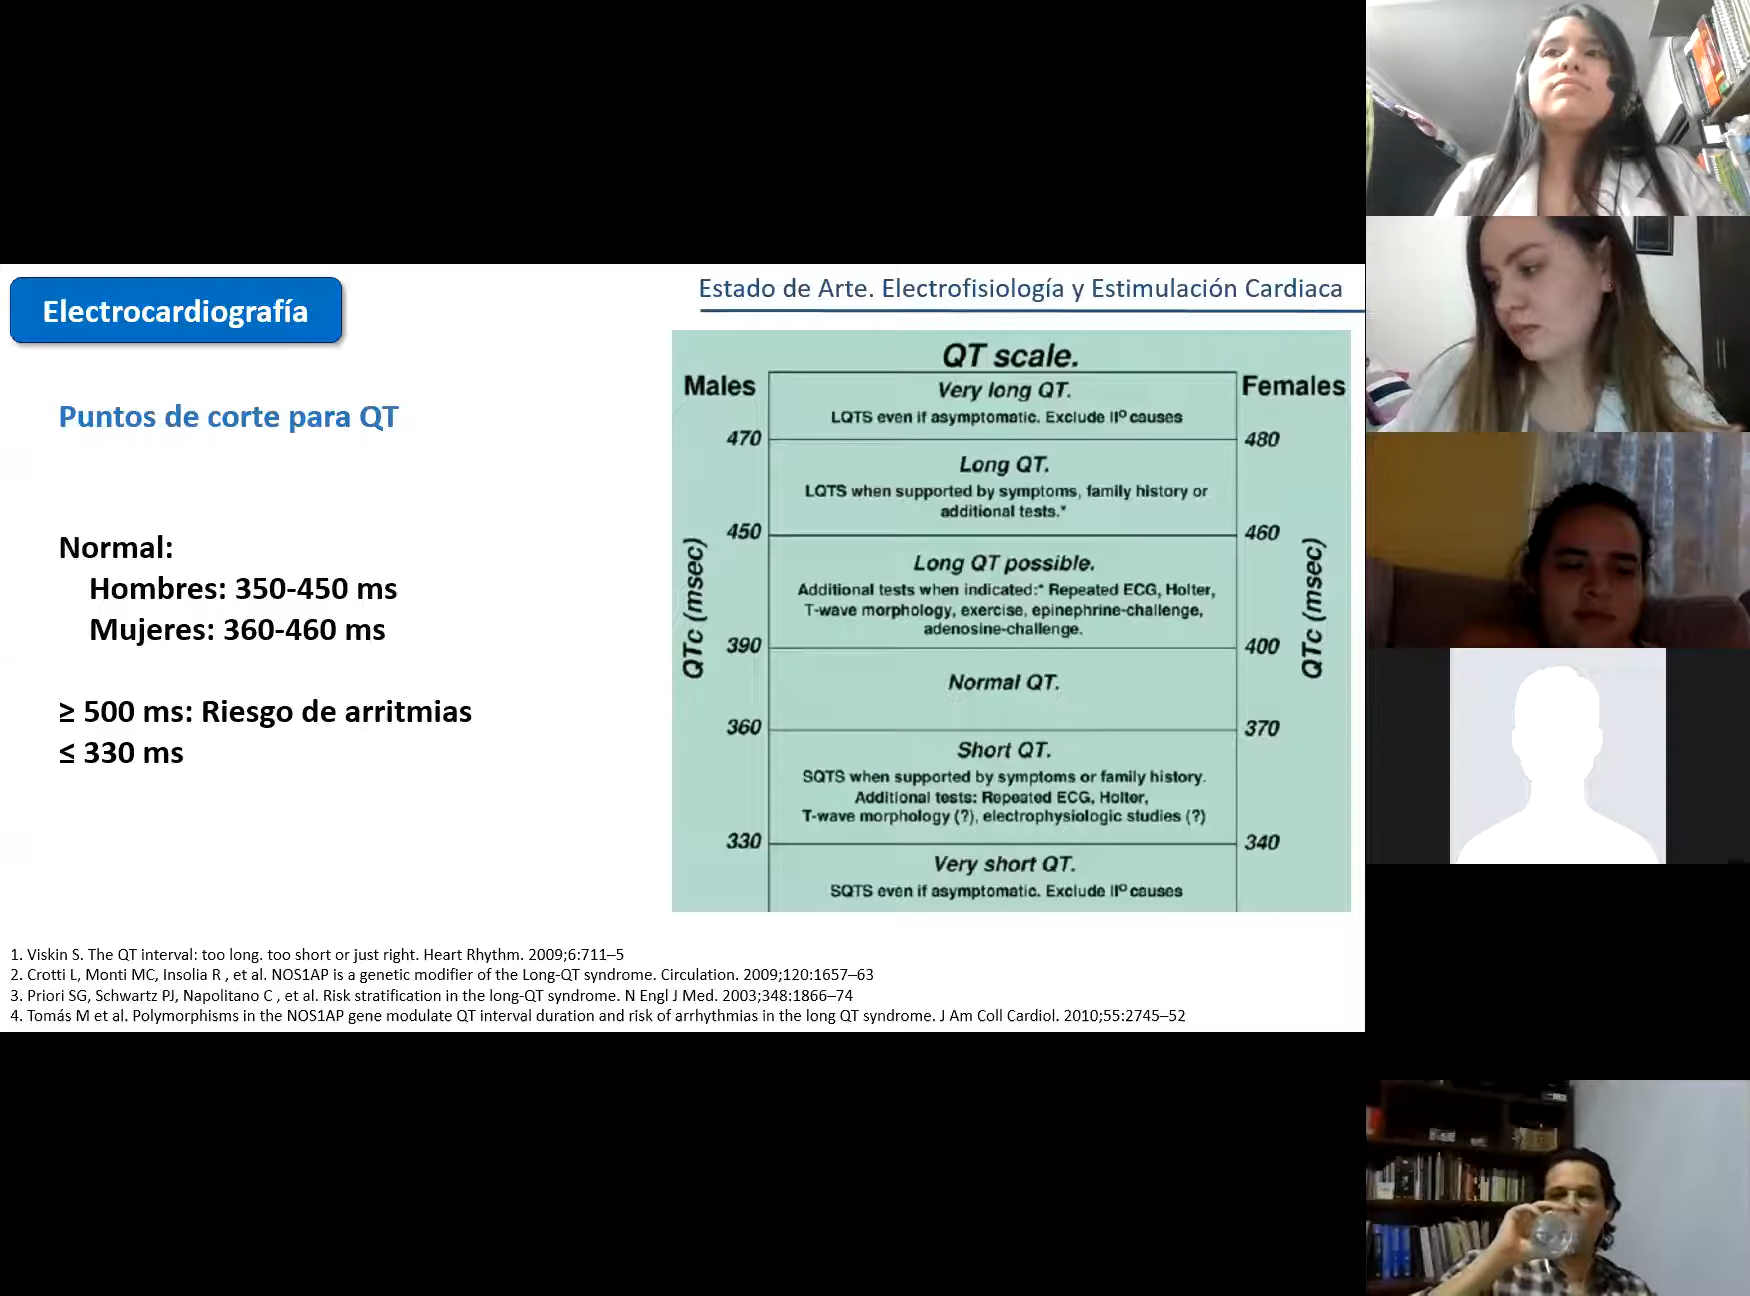 Electrocardiografía
Estado de Arte. Electrofisiología y Estimulación Cardiaca
Puntos de corte para QT
Normal:
Hombres: 350-450 ms
Mujeres: 360-460 ms
≥ 500 ms: Riesgo de arritmias
≤ 330 ms
QT scale.
Males
Females
Very long QT.
LQTS even if asymptomatic. Exclude IIº causes
470
480
Long QT.
LQTS when supported by symptoms, family history or
additional tests.*
450
460
Long QT possible.
Additional tests when indicated:* Repeated ECG, Holter,
T-wave morphology, exercise, epinephrine-challenge,
adenosine-challenge.
QTc (msec)
QTc (msec)
390
400
Normal QT.
360
370
Short QT.
SQTS when supported by symptoms or family history.
Additional tests: Repeated ECG, Holter,
T-wave morphology (?), electrophysiologic studies (?)
330
340
Very short QT.
SQTS even if asymptomatic. Exclude IIº causes
1. Viskin S. The QT interval: too long. too short or just right. Heart Rhythm. 2009;6:711–5
2. Crotti L, Monti MC, Insolia R , et al. NOS1AP is a genetic modifier of the Long-QT syndrome. Circulation. 2009;120:1657–63
3. Priori SG, Schwartz PJ, Napolitano C , et al. Risk stratification in the long-QT syndrome. N Engl J Med. 2003;348:1866–74
4. Tomás M et al. Polymorphisms in the NOS1AP gene modulate QT interval duration and risk of arrhythmias in the long QT syndrome. J Am Coll Cardiol. 2010;55:2745–52